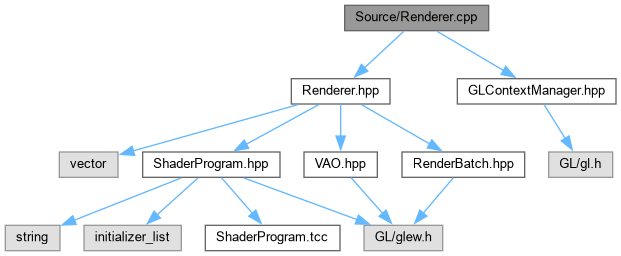 Source/Renderer.cpp
Renderer.hpp
GLContextManager.hpp
vector
ShaderProgram.hpp
VAO.hpp
RenderBatch.hpp
GL/gl.h
string
initializer_list
ShaderProgram.tcc
GL/glew.h